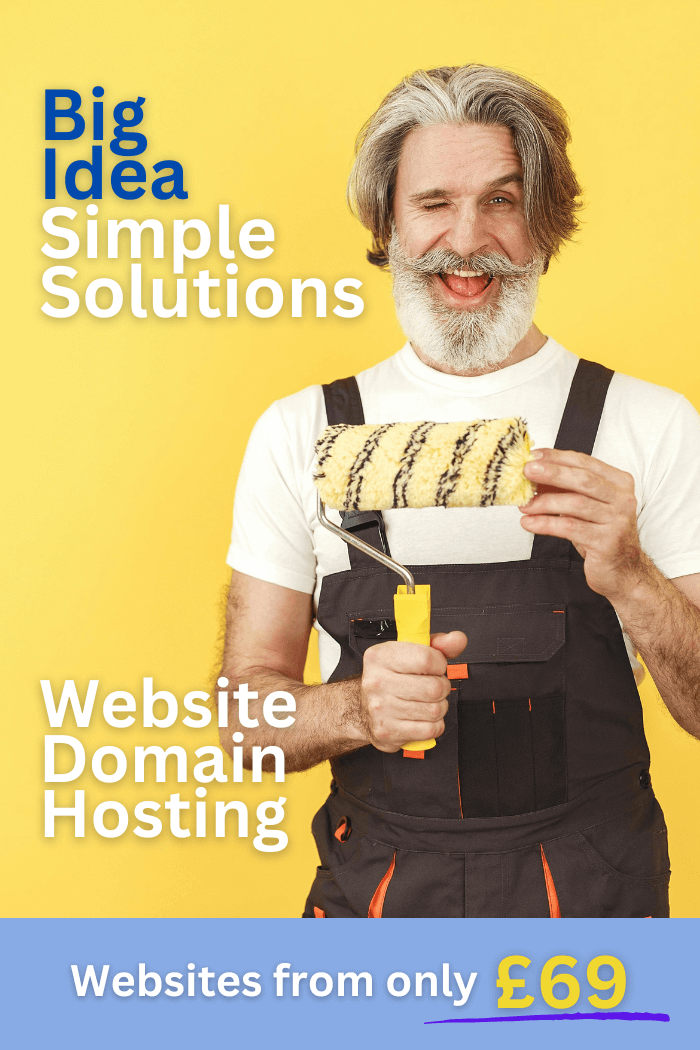 Big
Idea
Simple
Solutions
Website
Domain
Hosting
Websites from only £69